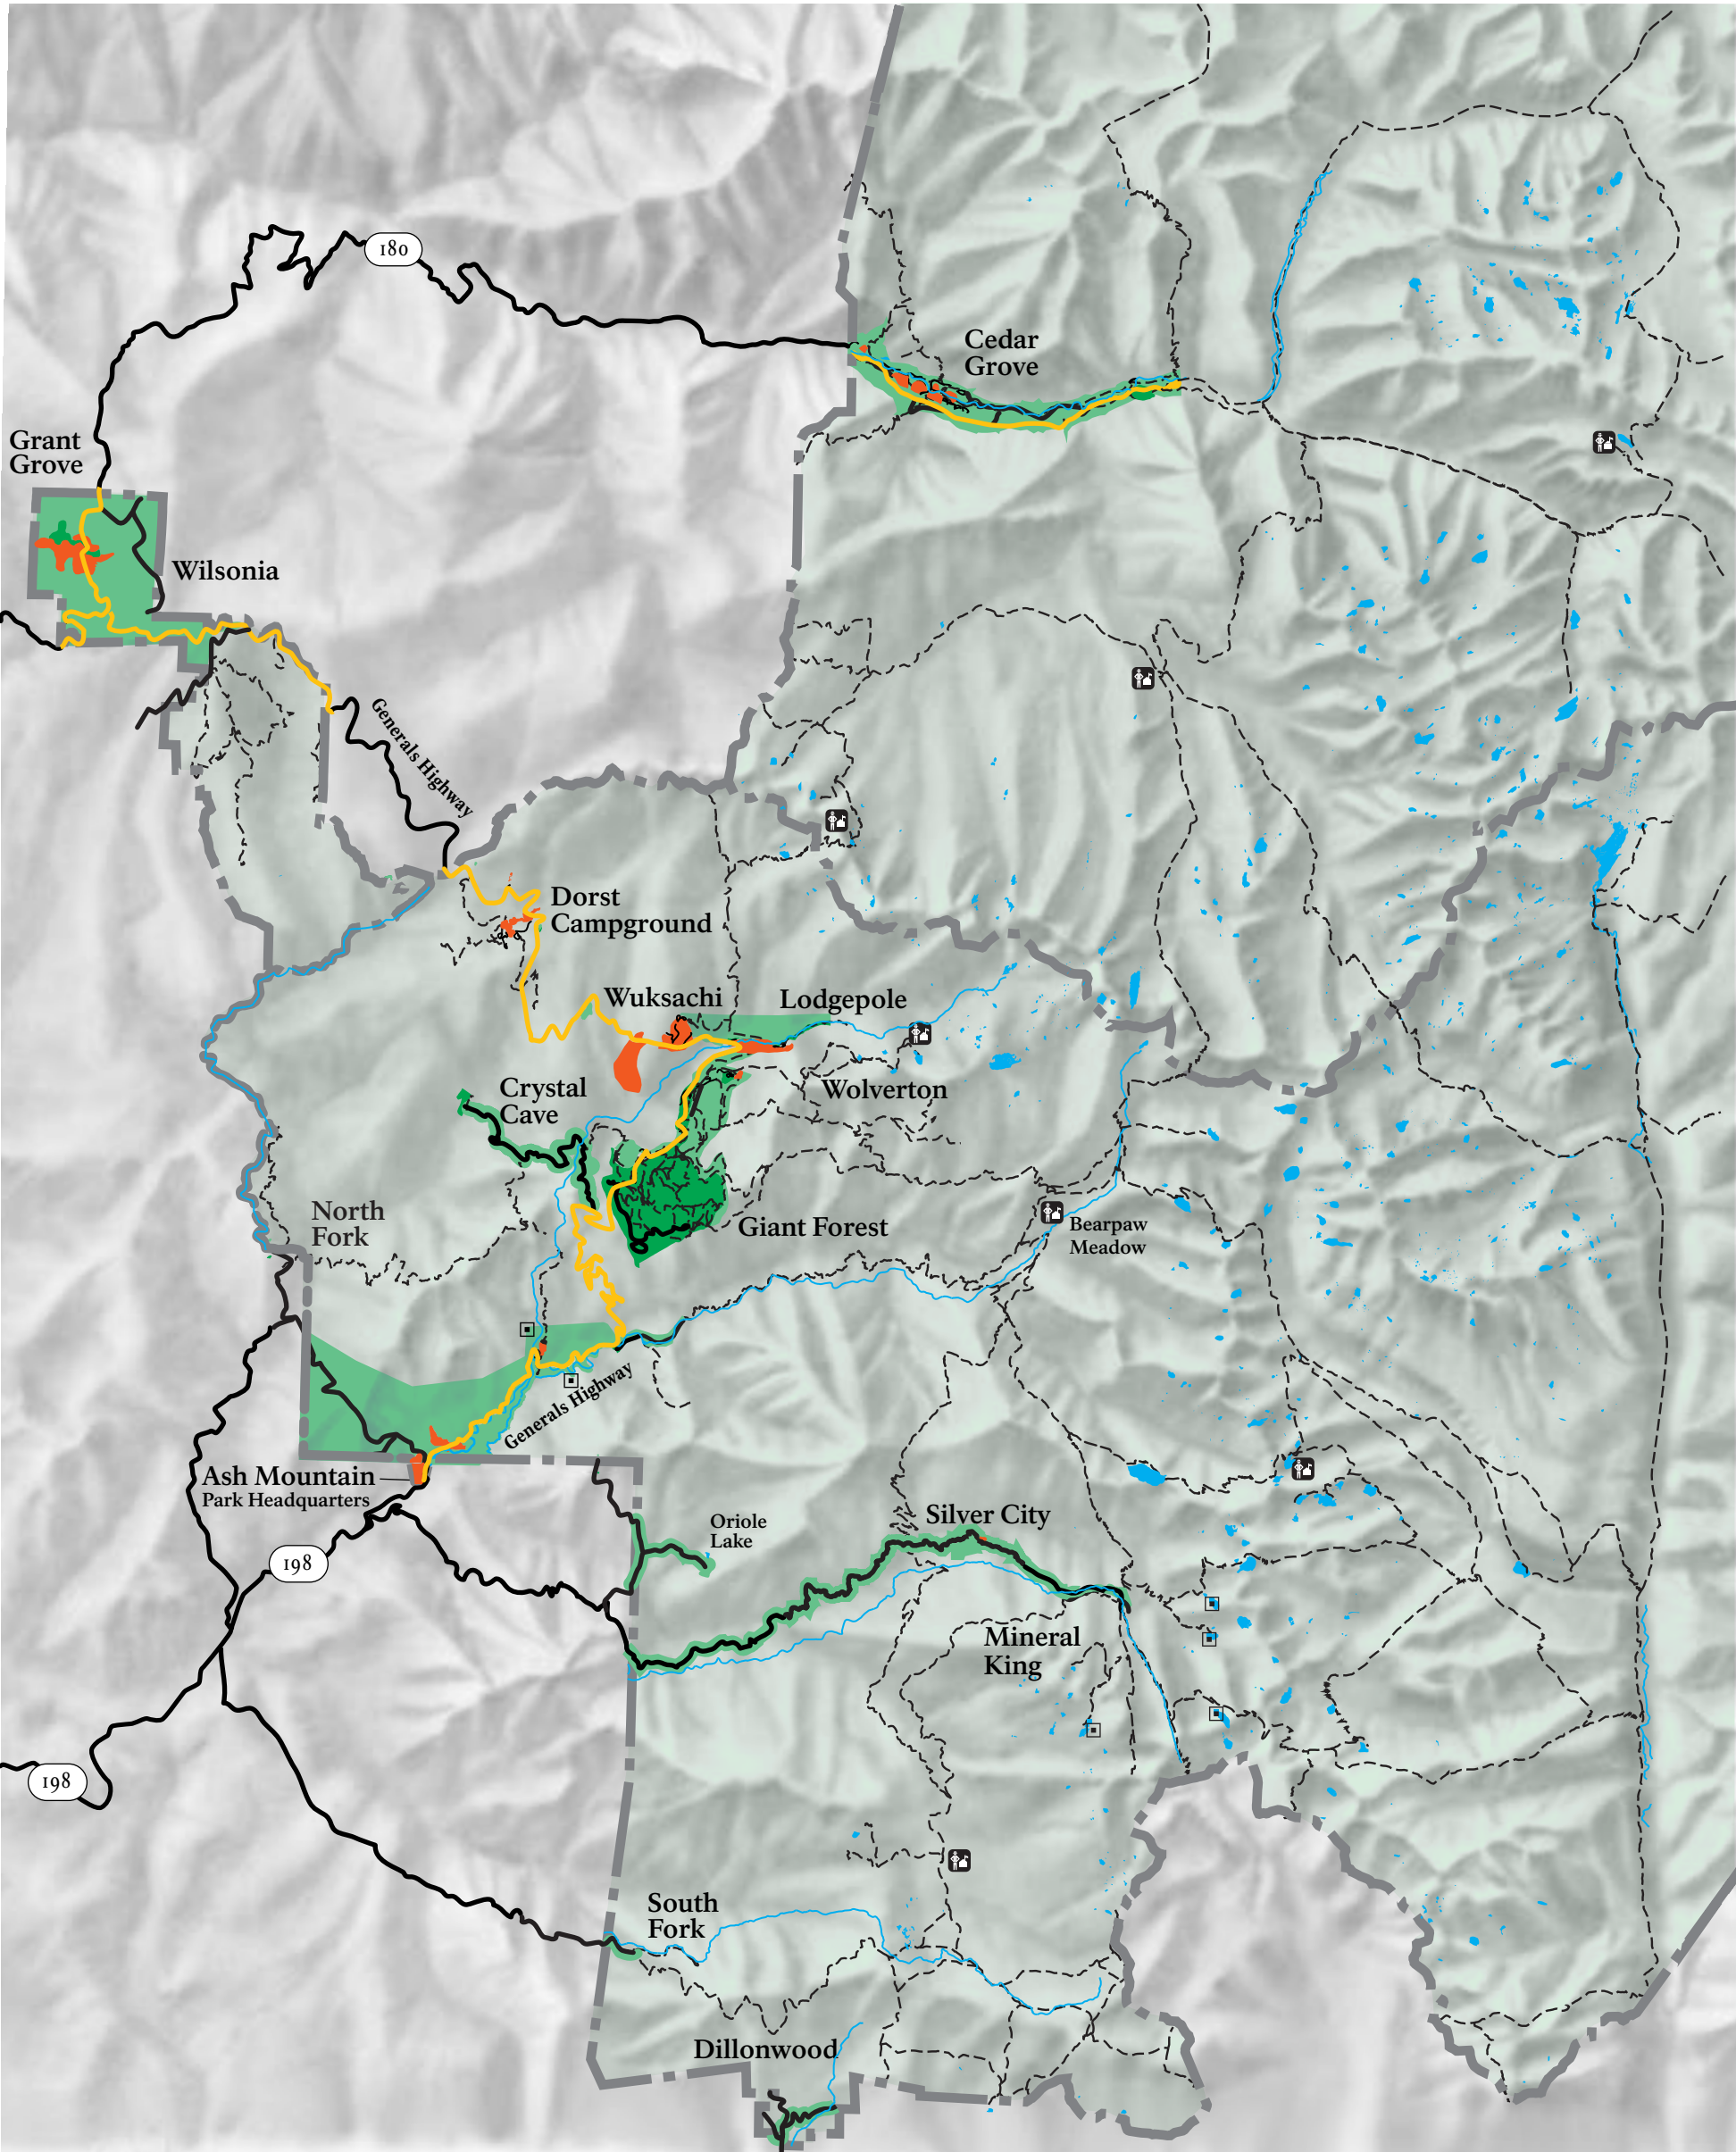 180
Cedar
Grove
Grant
Grove
Wilsonia
Generals Highway
Dorst
Campground
Wuksachi
Lodgepole
Crystal
Cave
Wolverton
North
Fork
Giant Forest
Bearpaw
Meadow
Generals Highway
Ash Mountain
Park Headquarters
Oriole
Lake
Silver City
198
Mineral
King
198
South
Fork
Dillonwood